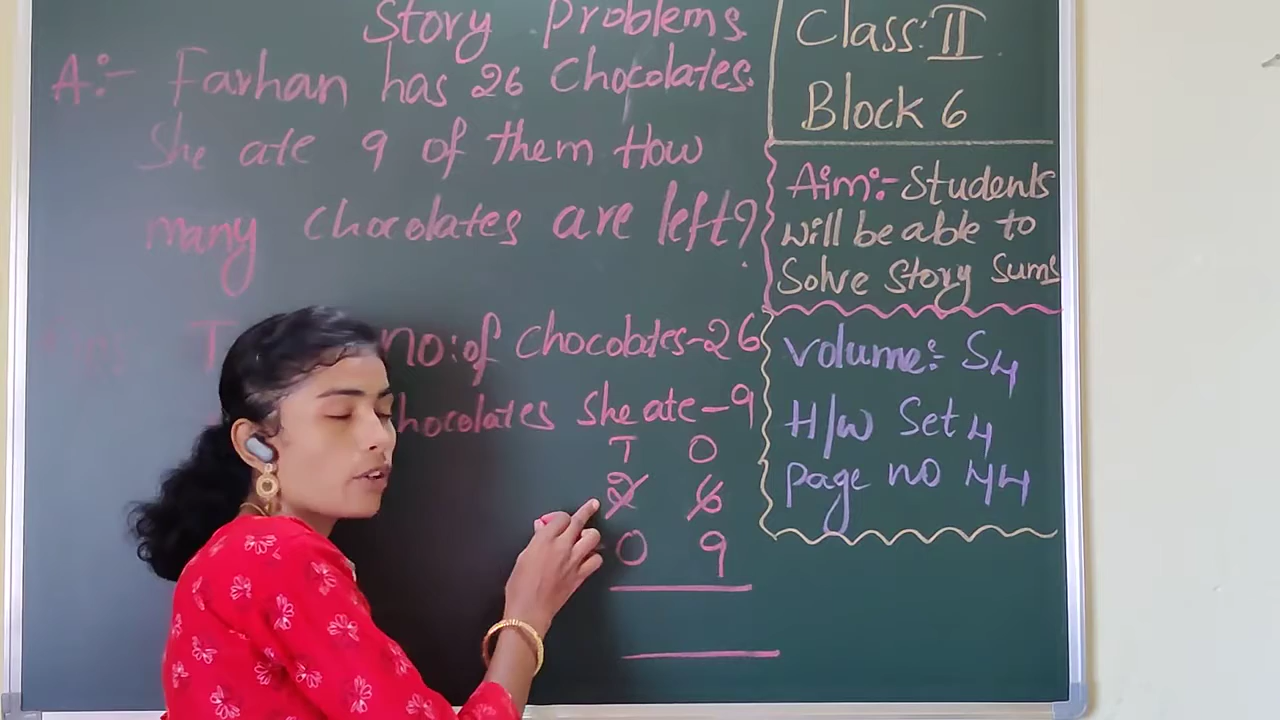 Story Problems
A:- Farhan has 26 Chocolates.
She ate 9 of them How
many chocolates are left?
T no: of Chocolates-26
hocolates She ate-9
T O
2 6
0 9
Class: II
Block 6
Aim:- Students
will be able to
Solve Story Sums
Volume: S4
H/W Set 4
page no 44